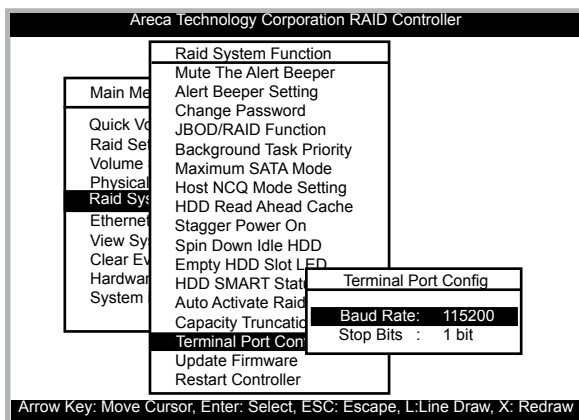 Areca Technology Corporation RAID Controller
Raid System Function
Mute The Alert Beeper
Alert Beeper Setting
Change Password
JBOD/RAID Function
Background Task Priority
Maximum SATA Mode
Host NCQ Mode Setting
HDD Read Ahead Cache
Stagger Power On
Spin Down Idle HDD
Empty HDD Slot LED
HDD SMART Stat
Auto Activate Raid
Capacity Truncatio
Terminal Port Con
Update Firmware
Restart Controller
Main Me
Quick Vo
Raid Set
Volume
Physical
Raid Sys
Ethernet
View Sy
Clear Ev
Hardwar
System
Terminal Port Config
Baud Rate: 115200
Stop Bits : 1 bit
Arrow Key: Move Cursor, Enter: Select, ESC: Escape, L:Line Draw, X: Redraw